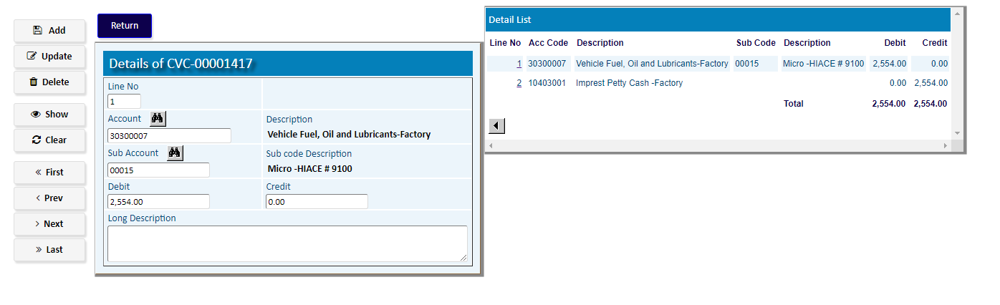 Add
Update
Delete
Show
Clear
« First
‹ Prev
› Next
» Last
Return
Details of CVC-00001417
Line No
1
Account
Description
30300007
Vehicle Fuel, Oil and Lubricants-Factory
Sub Account
Sub code Description
00015
Micro -HIACE # 9100
Debit
Credit
2,554.00
0.00
Long Description
Detail List
Line No Acc Code Description Sub Code Description Debit Credit
1 30300007 Vehicle Fuel, Oil and Lubricants-Factory 00015 Micro -HIACE # 9100 2,554.00 0.00
2 10403001 Imprest Petty Cash -Factory 0.00 2,554.00
Total 2,554.00 2,554.00